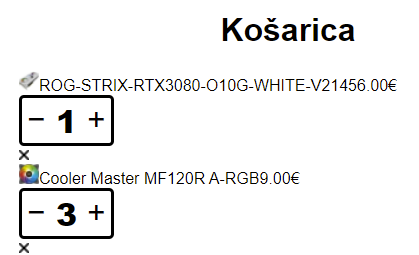 Košarica
ROG-STRIX-RTX3080-O10G-WHITE-V21456.00€
− 1 +
×
Cooler Master MF120R A-RGB9.00€
− 3 +
×